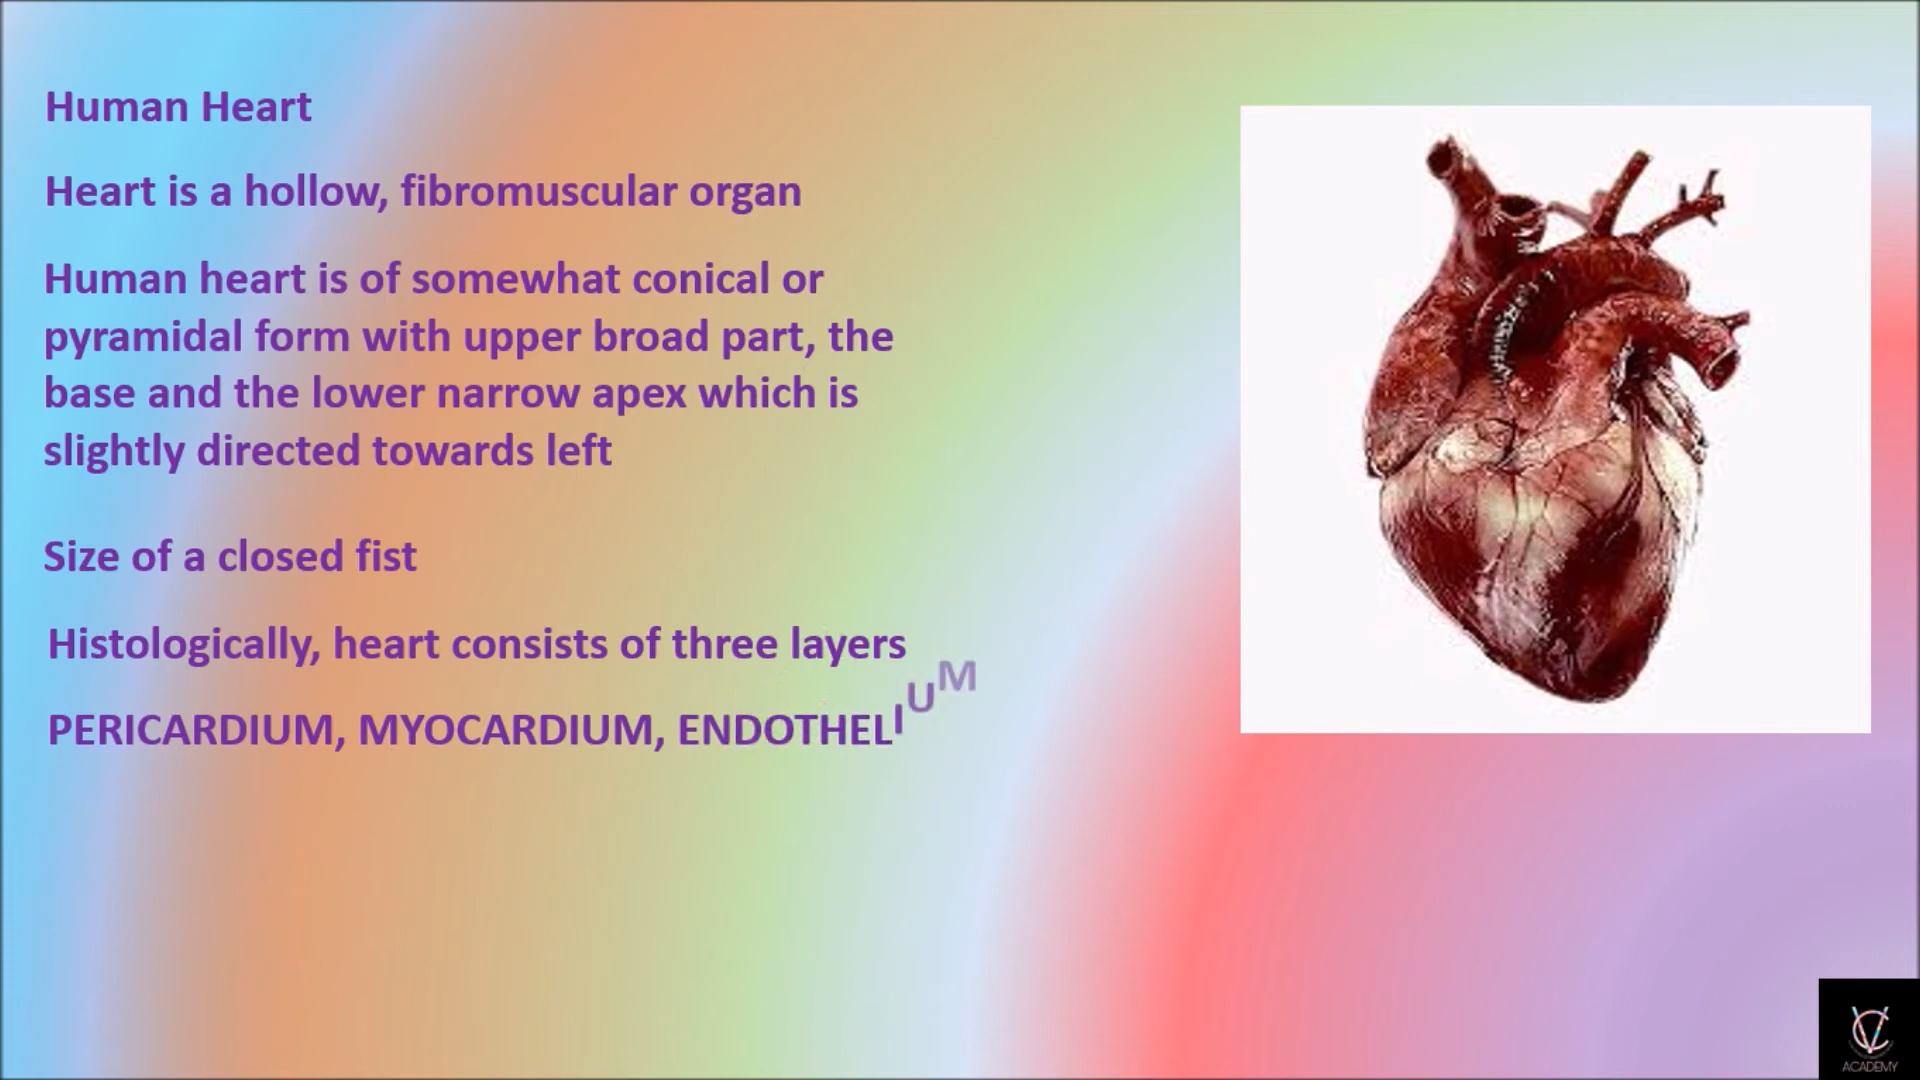 Human Heart
Heart is a hollow, fibromuscular organ
Human heart is of somewhat conical or
pyramidal form with upper broad part, the
base and the lower narrow apex which is
slightly directed towards left
Size of a closed fist
Histologically, heart consists of three layers
PERICARDIUM, MYOCARDIUM, ENDOTHELIUM
ACADEMY